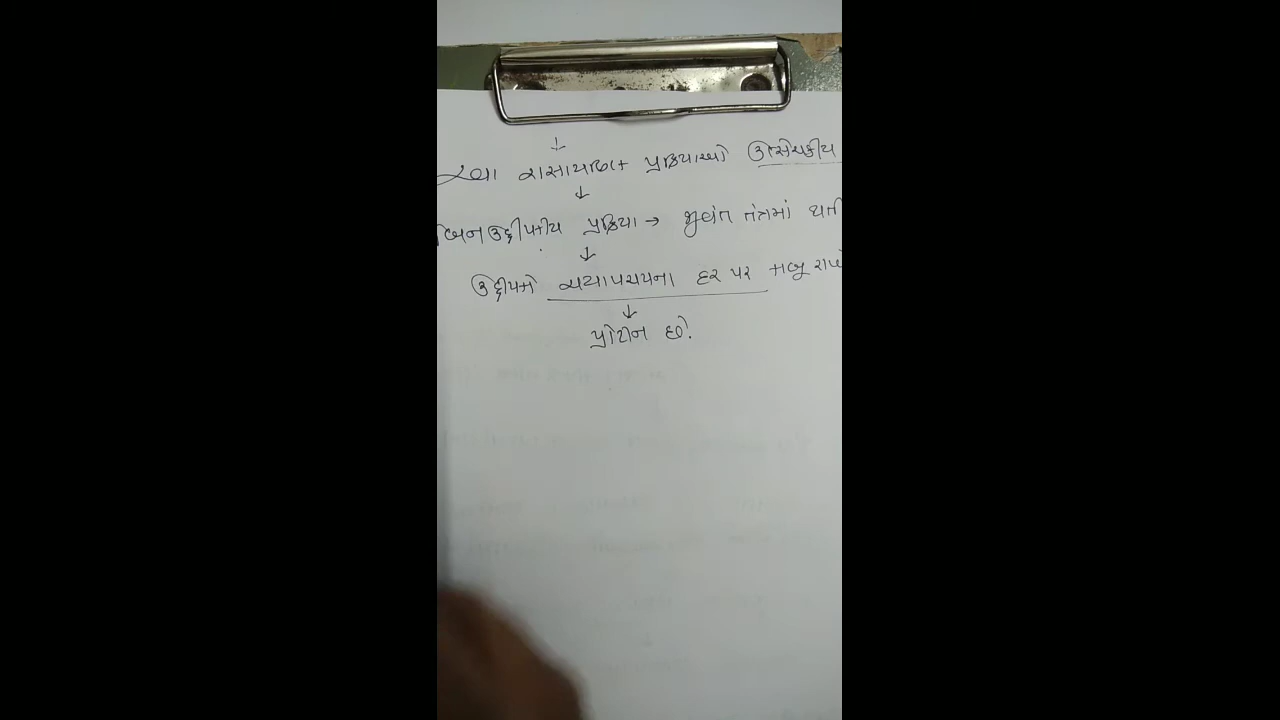 ↓
રાસાયણિક પ્રક્રિયાઓ ઉત્સેચકીય
↓
બિનઉદ્દીપકીય પ્રક્રિયા → જીવંત તંત્રમાં થતી
↓
ઉદ્દીપકો ચયાપચયના દર પર કાબુ રાખે
↓
પ્રોટીન છે.